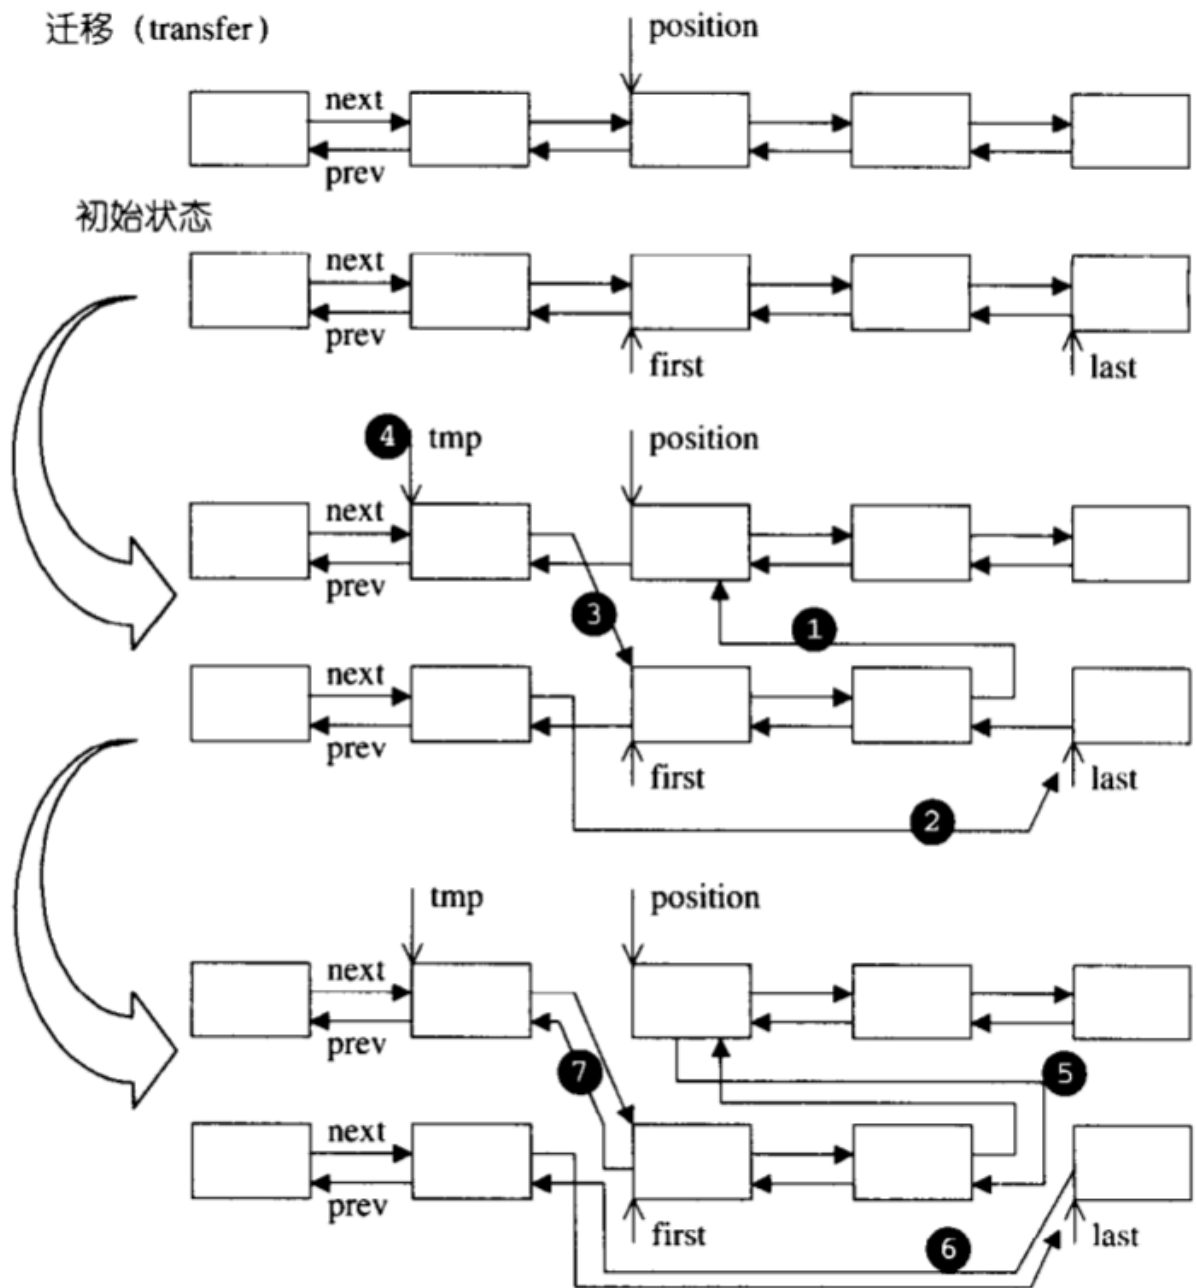 迁移 (transfer)
position
next
prev
初始状态
next
prev
first
last
4 tmp
position
next
prev
3
1
next
prev
first
last
2
tmp
position
next
prev
7
5
next
prev
first
last
6